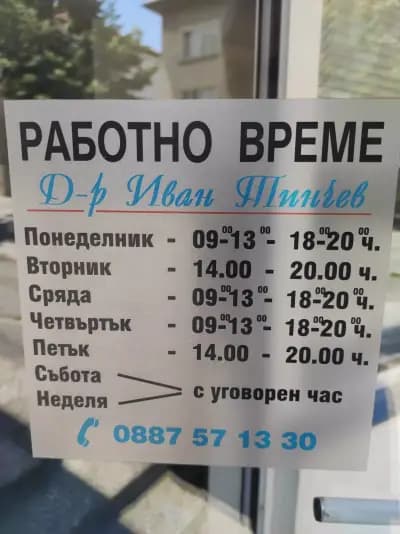 РАБОТНО ВРЕМЕ
Д-р Иван Тинчев
Понеделник - 09⁰⁰-13⁰⁰ - 18⁰⁰-20⁰⁰ ч.
Вторник - 14.00 - 20.00 ч.
Сряда - 09⁰⁰-13⁰⁰ - 18⁰⁰-20⁰⁰ ч.
Четвъртък - 09⁰⁰-13⁰⁰ - 18⁰⁰-20⁰⁰ ч.
Петък - 14.00 - 20.00 ч.
Събота
Неделя
с уговорен час
0887 57 13 30